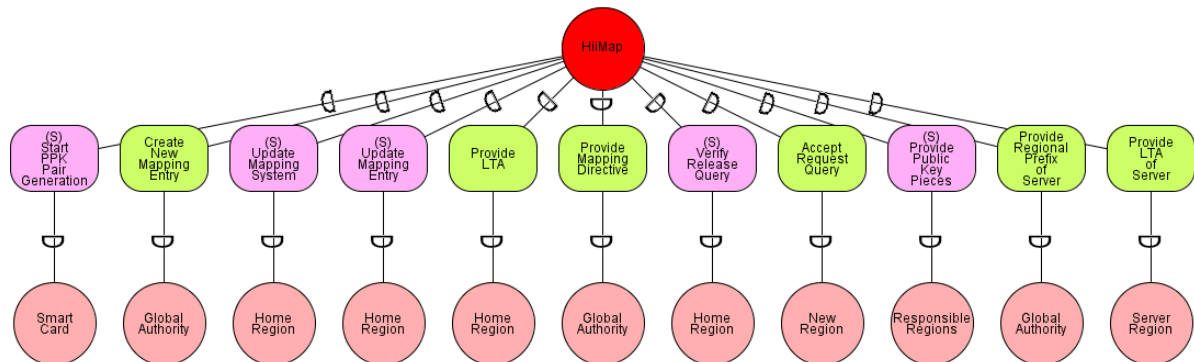 HiiMap
(S)
Start
PPK
Pair
Generation
Create
New
Mapping
Entry
(S)
Update
Mapping
System
(S)
Update
Mapping
Entry
Provide
LTA
Provide
Mapping
Directive
(S)
Verify
Relrase
Query
Accept
Request
Query
(S)
Provide
Public
Key
Pieces
Provide
Regional
Prefix
of
Server
Provide
LTA
of
Server
Smart
Card
Global
Authority
Home
Region
Home
Region
Home
Region
Global
Authority
Home
Region
New
Region
Responsible
Regions
Global
Authority
Server
Region